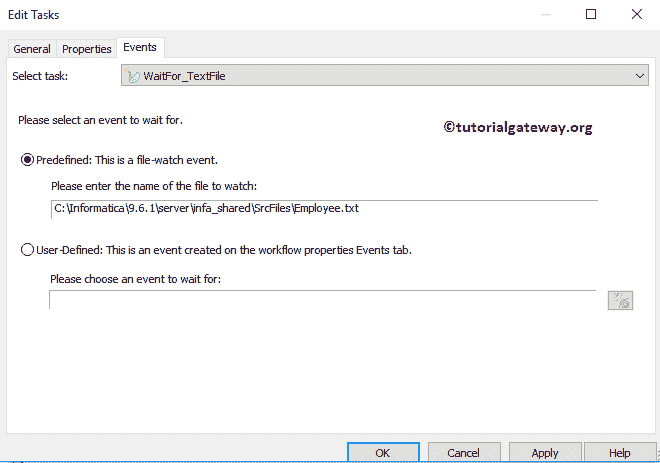 Edit Tasks
General Properties Events
Select task: WaitFor_TextFile
Please select an event to wait for.
©tutorialgateway.org
Predefined: This is a file-watch event.
Please enter the name of the file to watch:
C:\Informatica\9.6.1\server\infa_shared\SrcFiles\Employee.txt
User-Defined: This is an event created on the workflow properties Events tab.
Please choose an event to wait for:
OK Cancel Apply Help